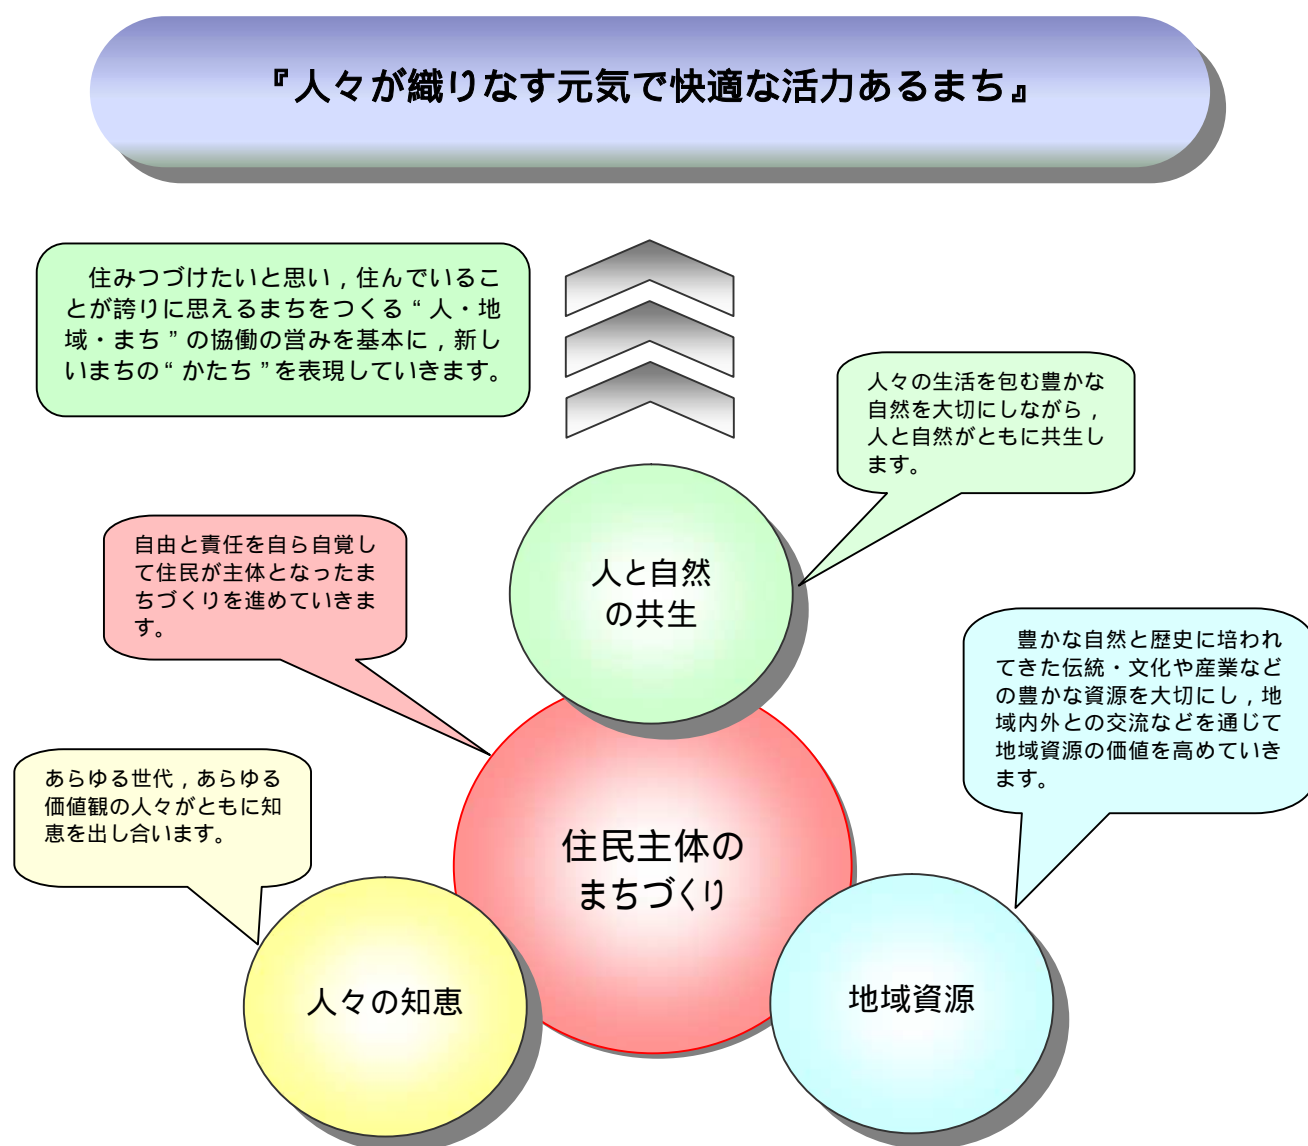 『人々が織りなす元気で快適な活力あるまち』
　住みつづけたいと思い，住んでいるこ
とが誇りに思えるまちをつくる“人・地
域・まち”の協働の営みを基本に，新し
いまちの“かたち”を表現していきます。
人々の生活を包む豊かな
自然を大切にしながら，
人と自然がともに共生し
ます。
自由と責任を自ら自覚し
て住民が主体となったま
ちづくりを進めていきま
す。
人と自然
の共生
　豊かな自然と歴史に培われ
てきた伝統・文化や産業など
の豊かな資源を大切にし，地
域内外との交流などを通じて
地域資源の価値を高めていき
ます。
あらゆる世代，あらゆる
価値観の人々がともに知
恵を出し合います。
住民主体の
まちづくり
人々の知恵
地域資源